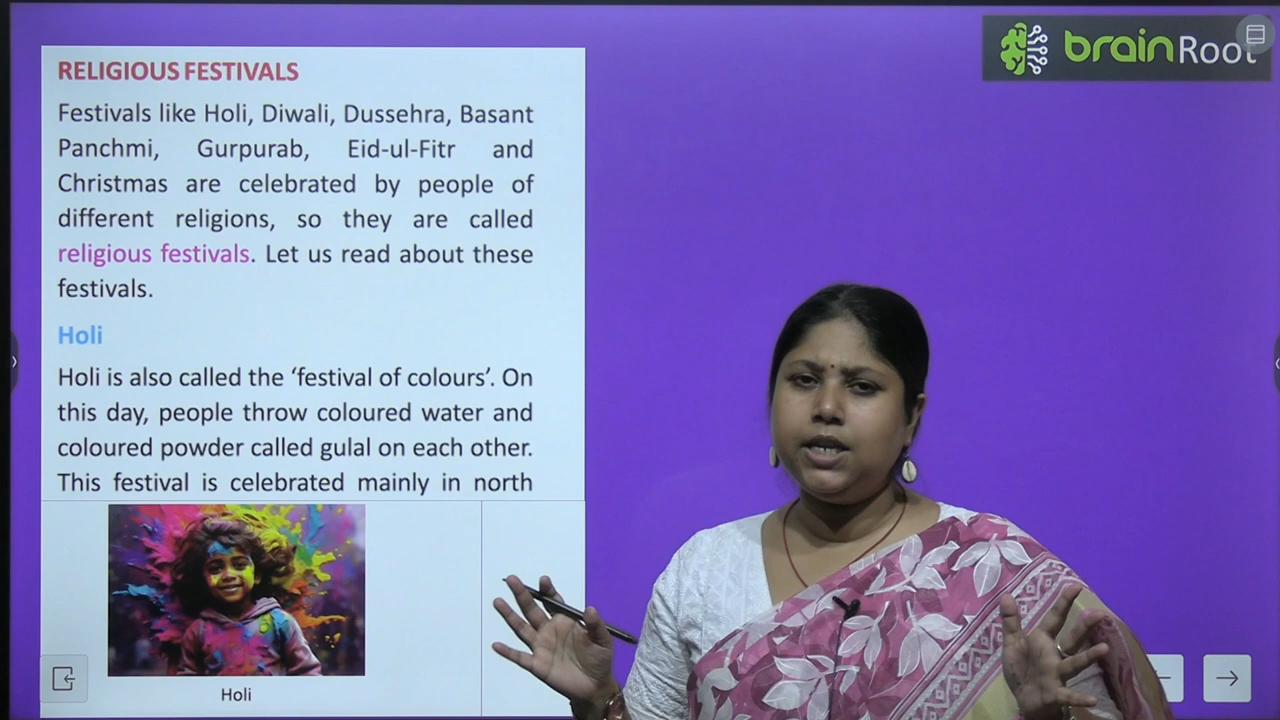 brainRoot
RELIGIOUS FESTIVALS
Festivals like Holi, Diwali, Dussehra, Basant
Panchmi, Gurpurab, Eid-ul-Fitr and
Christmas are celebrated by people of
different religions, so they are called
religious festivals. Let us read about these
festivals.
Holi
Holi is also called the ‘festival of colours’. On
this day, people throw coloured water and
coloured powder called gulal on each other.
This festival is celebrated mainly in north
Holi